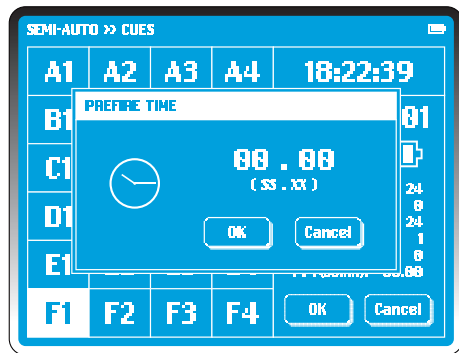 SEMI-AUTO >> CUES
A1 A2 A3 A4 18:22:39
PREFIRE TIME
B1 01
00 . 00
( SS . XX )
C1
24
0
D1 24
OK Cancel
1
E1 0
00.00
F1 F2 F3 F4 OK Cancel